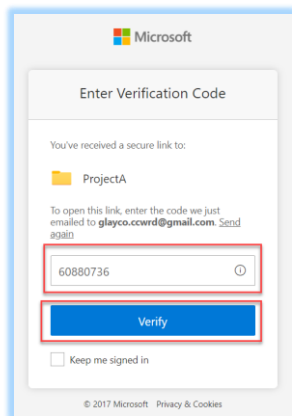 Microsoft
Enter Verification Code
You've received a secure link to:
ProjectA
To open this link, enter the code we just
emailed to glayco.ccwrd@gmail.com. Send
again
60880736
Verify
Keep me signed in
© 2017 Microsoft Privacy & Cookies